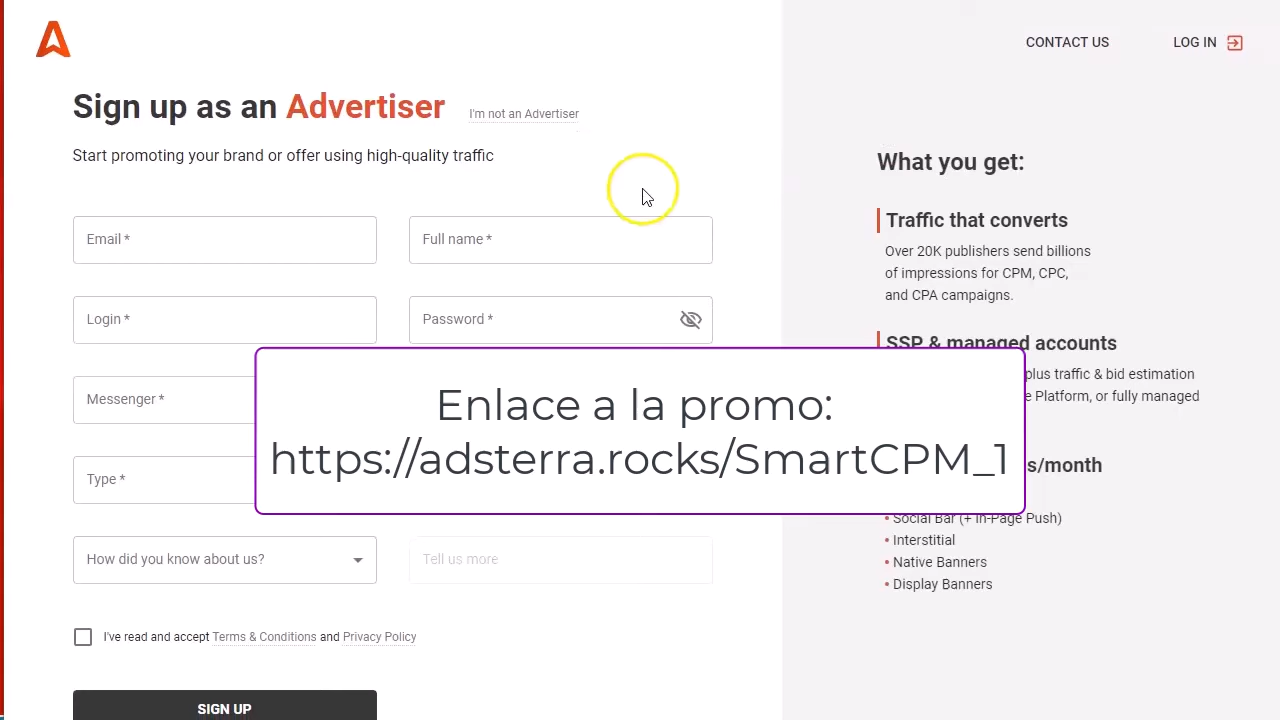 CONTACT US
LOG IN
Sign up as an Advertiser
I'm not an Advertiser
Start promoting your brand or offer using high-quality traffic
Email *
Full name *
Login *
Password *
Messenger *
Type *
How did you know about us?
Tell us more
I've read and accept Terms & Conditions and Privacy Policy
SIGN UP
What you get:
Traffic that converts
Over 20K publishers send billions
of impressions for CPM, CPC,
and CPA campaigns.
SSP & managed accounts
plus traffic & bid estimation
Platform, or fully managed
s/month
• Social Bar (+ In-Page Push)
• Interstitial
• Native Banners
• Display Banners
Enlace a la promo:
https://adsterra.rocks/SmartCPM_1